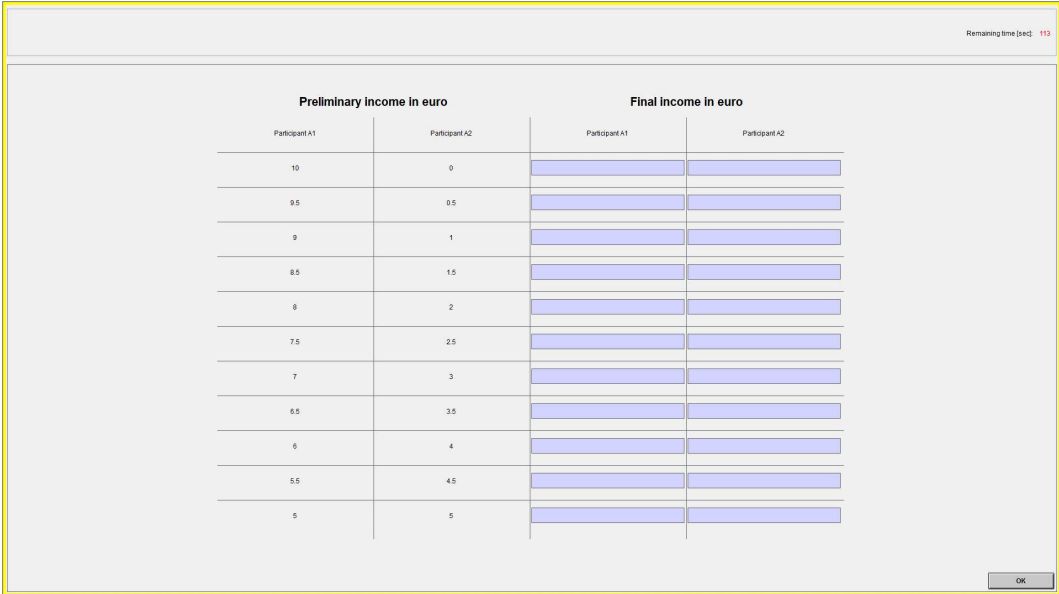 Remaining time [sec]: 113
Preliminary income in euro Final income in euro
Participant A1 Participant A2 Participant A1 Participant A2
10 0
9.5 0.5
9 1
8.5 1.5
8 2
7.5 2.5
7 3
6.5 3.5
6 4
5.5 4.5
5 5
OK